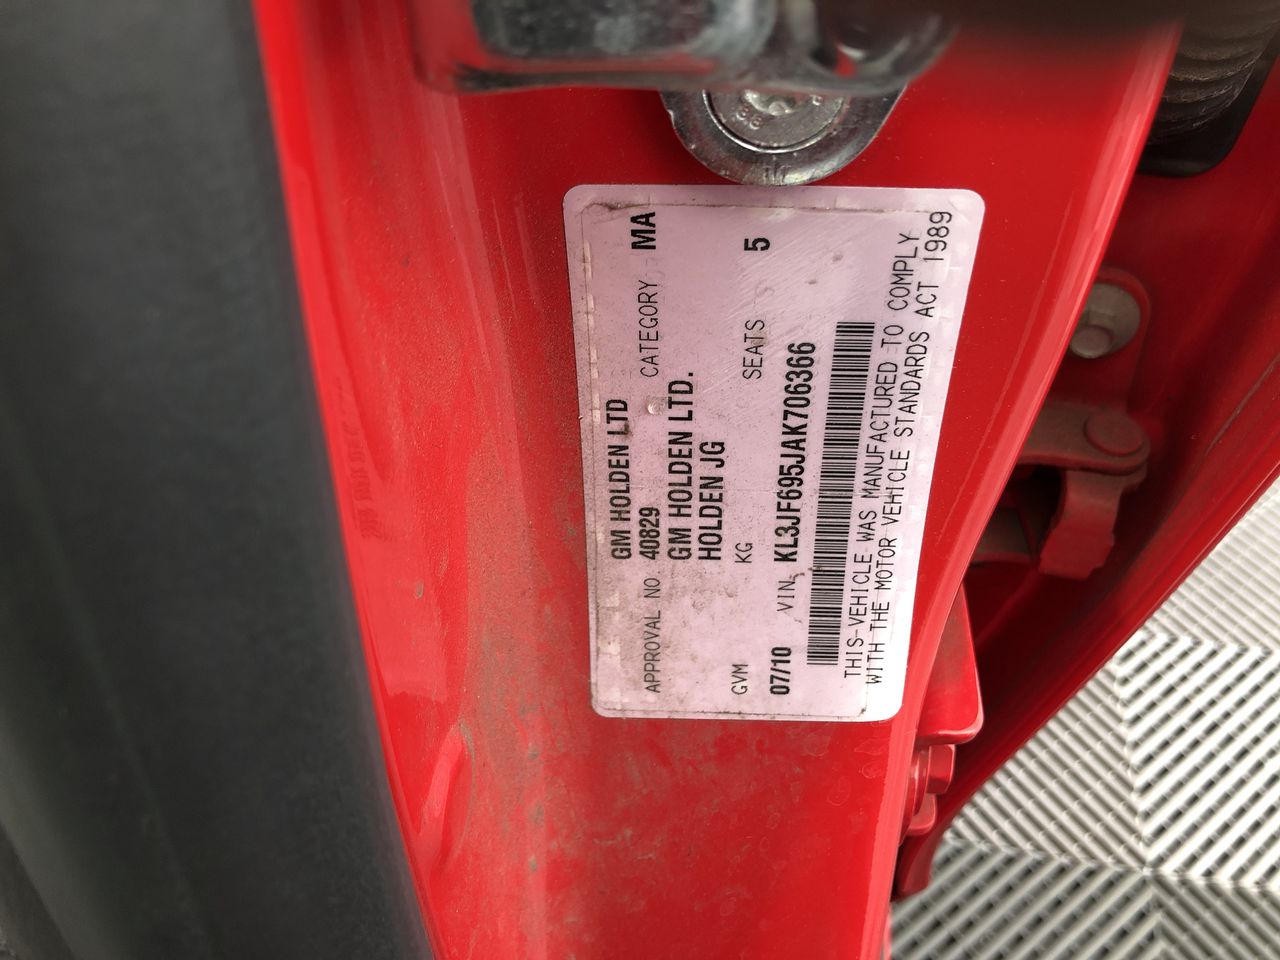 GM HOLDEN LTD
APPROVAL NO. 40829 CATEGORY MA
GM HOLDEN LTD.
HOLDEN JG
GVM KG SEATS 5
07/10 VIN KL3JF695JAK706366
THIS VEHICLE WAS MANUFACTURED TO COMPLY
WITH THE MOTOR VEHICLE STANDARDS ACT 1989